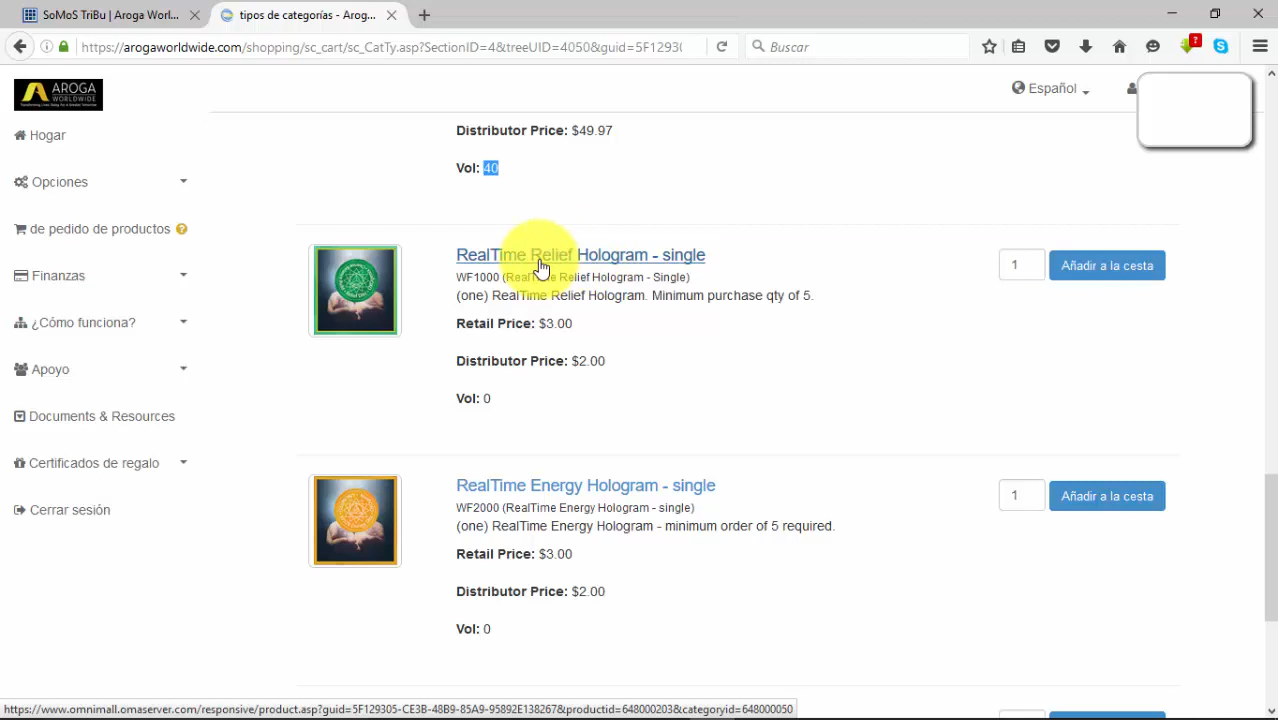 SoMoS TriBu | Aroga Worl...
tipos de categorías - Arog...
https://arogaworldwide.com/shopping/sc_cart/sc_CatTy.asp?SectionID=4&treeUID=4050&guid=5F1293(
Buscar
?
AROGA
WORLDWIDE
Español
Hogar
Opciones
de pedido de productos ?
Finanzas
¿Cómo funciona?
Apoyo
Documents & Resources
Certificados de regalo
Cerrar sesión
Distributor Price: $49.97
Vol: 40
RealTime Relief Hologram - single
WF1000 (RealTime Relief Hologram - Single)
(one) RealTime Relief Hologram. Minimum purchase qty of 5.
Retail Price: $3.00
Distributor Price: $2.00
Vol: 0
1 Añadir a la cesta
RealTime Energy Hologram - single
WF2000 (RealTime Energy Hologram - single)
(one) RealTime Energy Hologram - minimum order of 5 required.
Retail Price: $3.00
Distributor Price: $2.00
Vol: 0
1 Añadir a la cesta
https://www.omnimall.omaserver.com/responsive/product.asp?guid=5F129305-CE3B-48B9-85A9-95892E138267&productid=648000203&categoryid=648000050